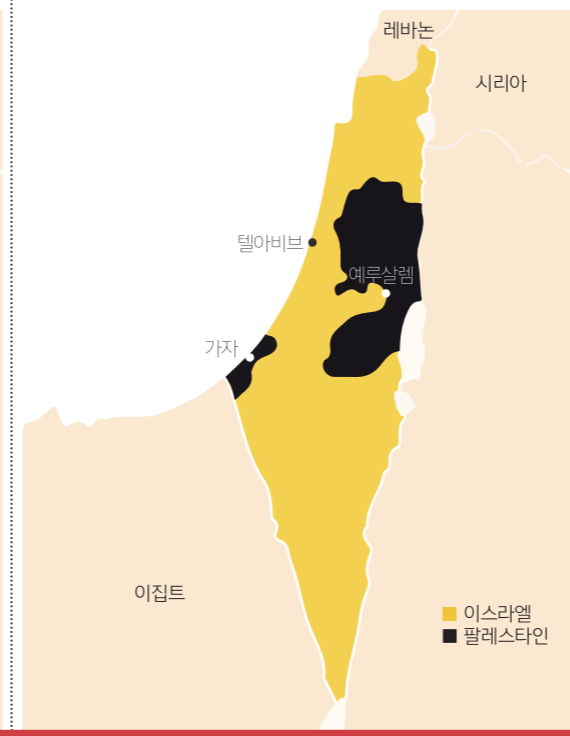 레바논
시리아
텔아비브
예루살렘
가자
이집트
이스라엘
팔레스타인